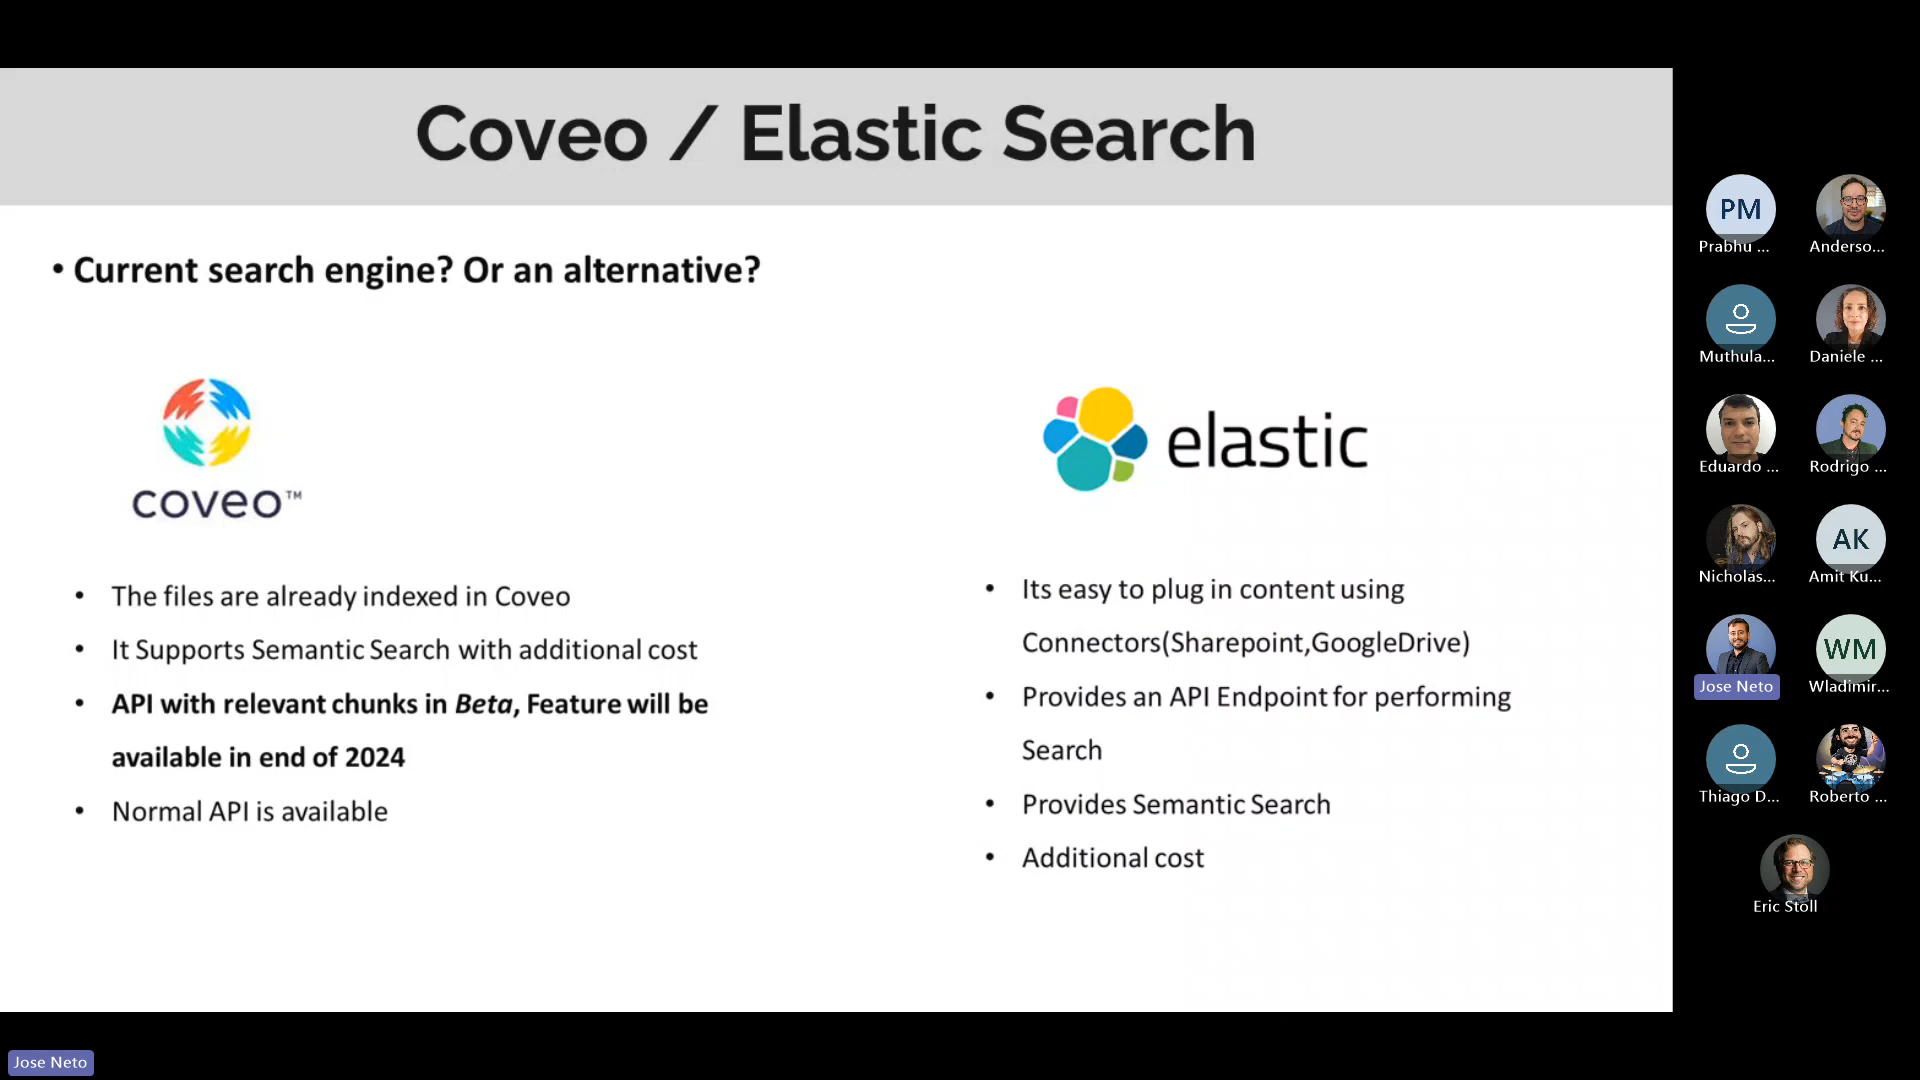 Coveo / Elastic Search
• Current search engine? Or an alternative?
coveo™
• The files are already indexed in Coveo
• It Supports Semantic Search with additional cost
• API with relevant chunks in Beta, Feature will be
available in end of 2024
• Normal API is available
elastic
• Its easy to plug in content using
Connectors(Sharepoint,GoogleDrive)
• Provides an API Endpoint for performing
Search
• Provides Semantic Search
• Additional cost
PM
Prabhu ...
Anderso...
Muthula...
Daniele ...
Eduardo ...
Rodrigo ...
Nicholas...
AK
Amit Ku...
Jose Neto
WM
Wladimir...
Thiago D...
Roberto ...
Eric Stoll
Jose Neto